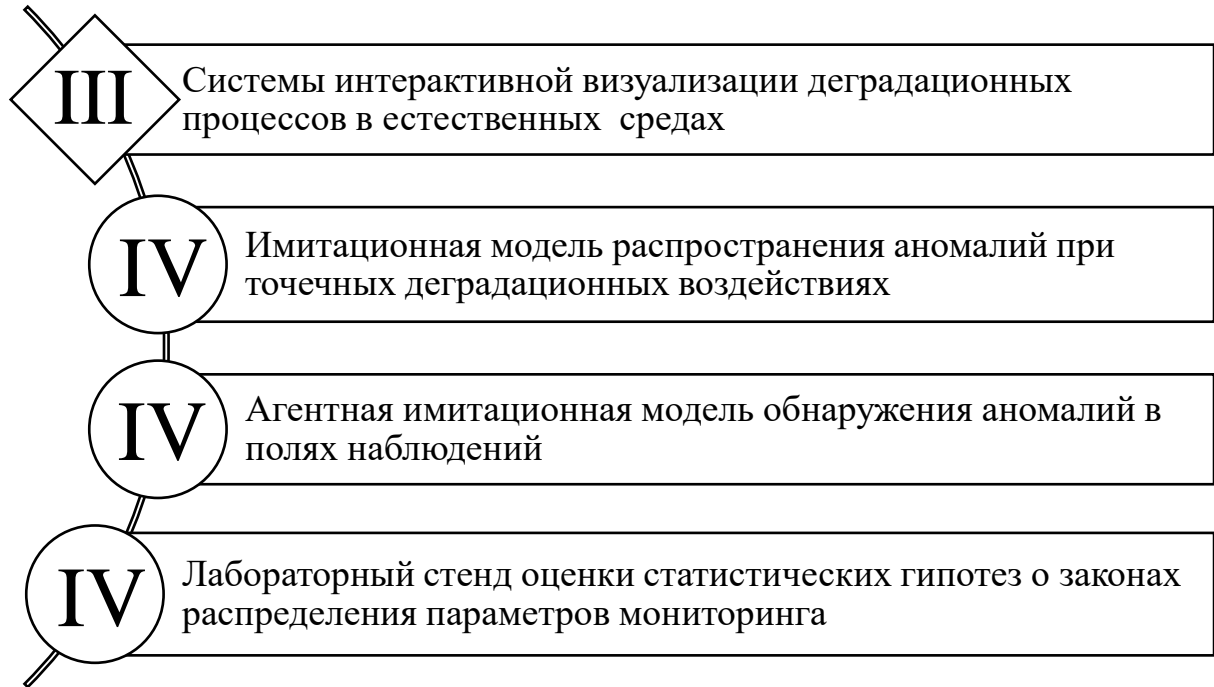 III
Системы интерактивной визуализации деградационных
процессов в естественных  средах
IV
Имитационная модель распространения аномалий при
точечных деградационных воздействиях
IV
Агентная имитационная модель обнаружения аномалий в
полях наблюдений
IV
Лабораторный стенд оценки статистических гипотез о законах
распределения параметров мониторинга